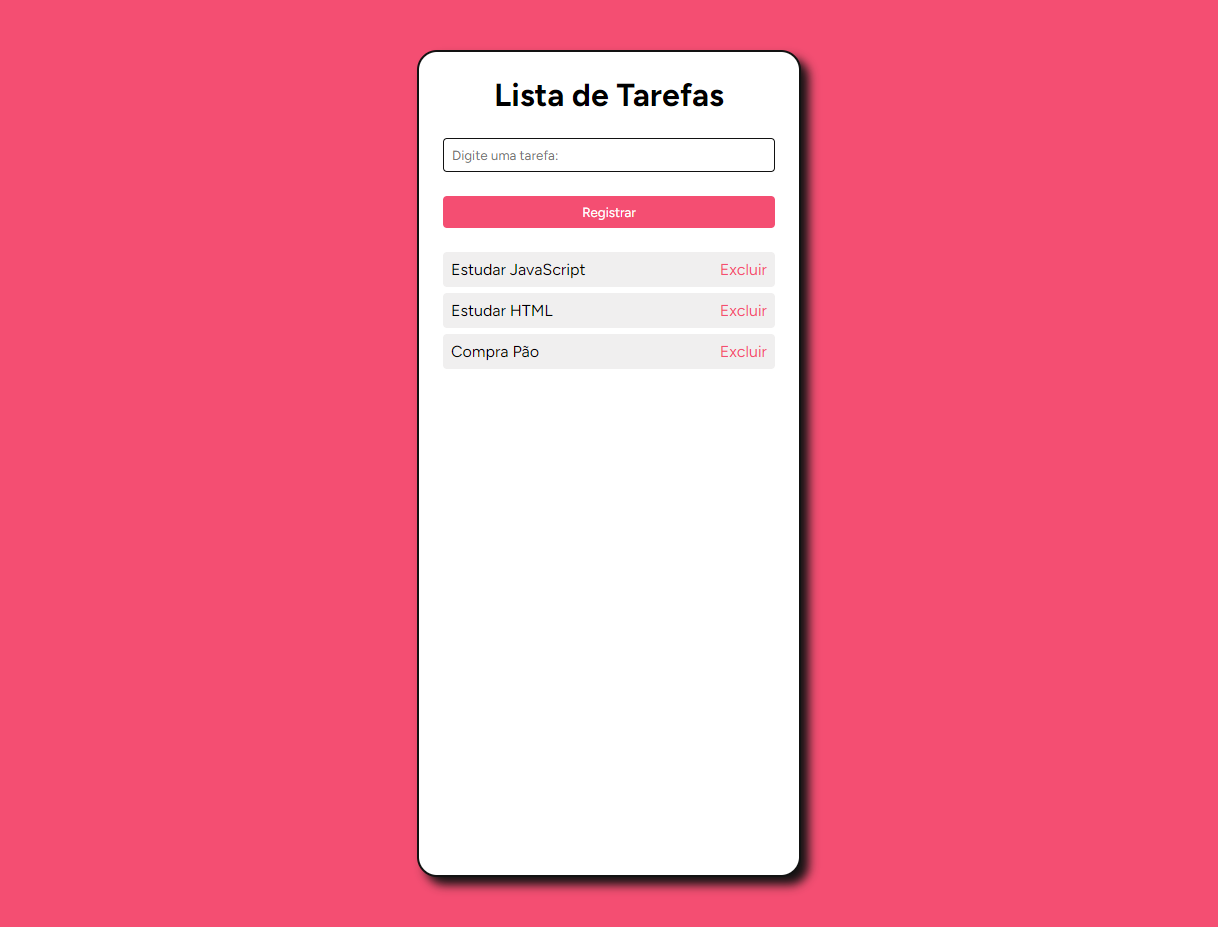 Lista de Tarefas
Digite uma tarefa:
Registrar
Estudar JavaScript Excluir
Estudar HTML Excluir
Compra Pão Excluir